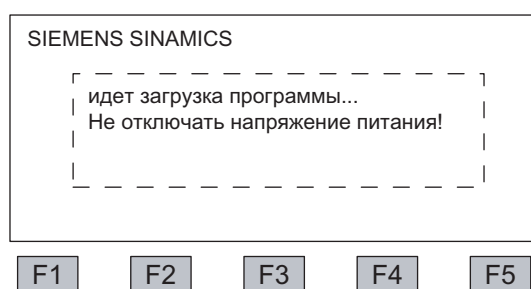 SIEMENS SINAMICS
идет загрузка программы...
Не отключать напряжение питания!
F1 F2 F3 F4 F5